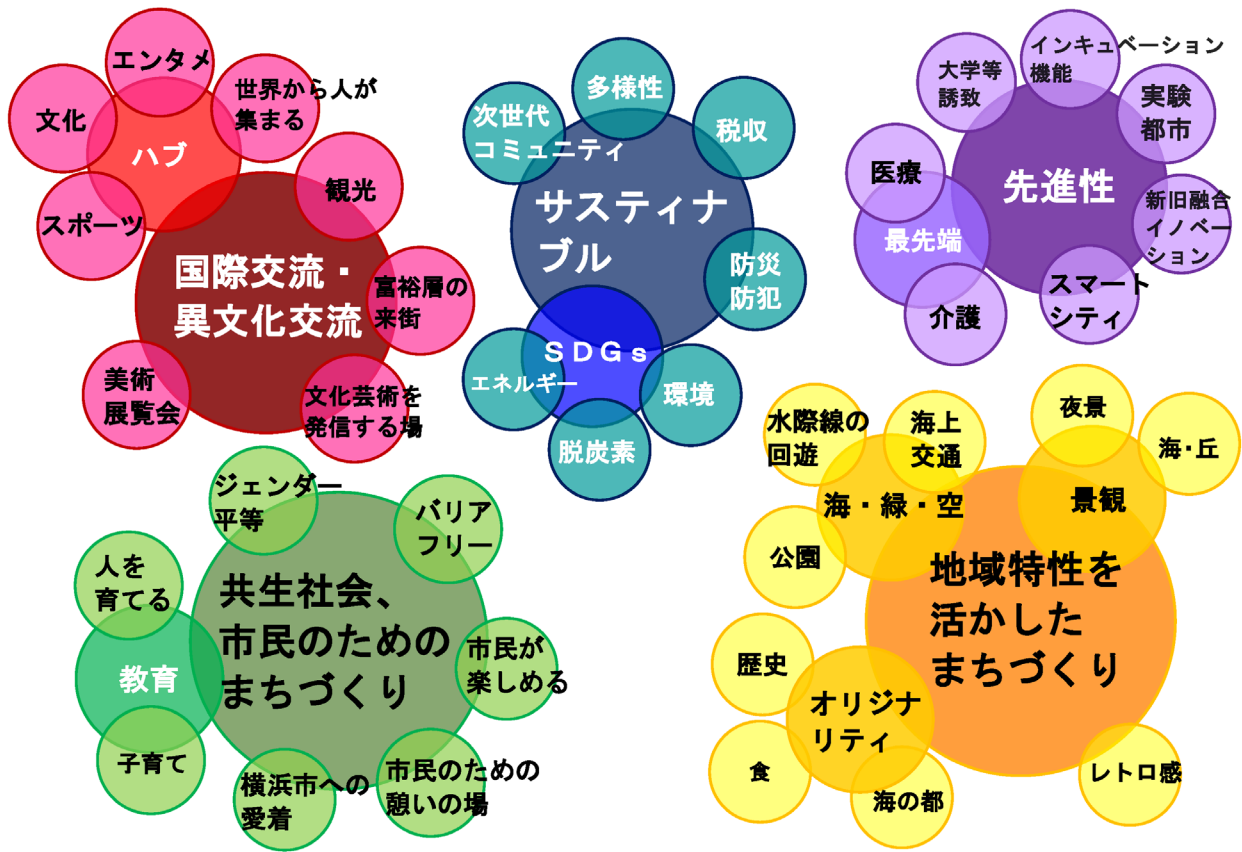 エンタメ
文化
世界から人が
集まる
ハブ
スポーツ
観光
国際交流・
異文化交流
富裕層の
来街
美術
展覧会
文化芸術を
発信する場
多様性
次世代
コミュニティ
税収
サスティナ
ブル
防災
防犯
ＳＤＧｓ
エネルギー
環境
脱炭素
インキュベーション
機能
大学等
誘致
実験
都市
医療
先進性
最先端
新旧融合
イノベー
ション
介護
スマート
シティ
ジェンダー
平等
バリア
フリー
人を
育てる
共生社会、
市民のための
まちづくり
教育
市民が
楽しめる
子育て
横浜市への
愛着
市民のための
憩いの場
水際線の
回遊
海上
交通
夜景
海・丘
海・緑・空
景観
公園
地域特性を
活かした
まちづくり
歴史
オリジナ
リティ
食
海の都
レトロ感